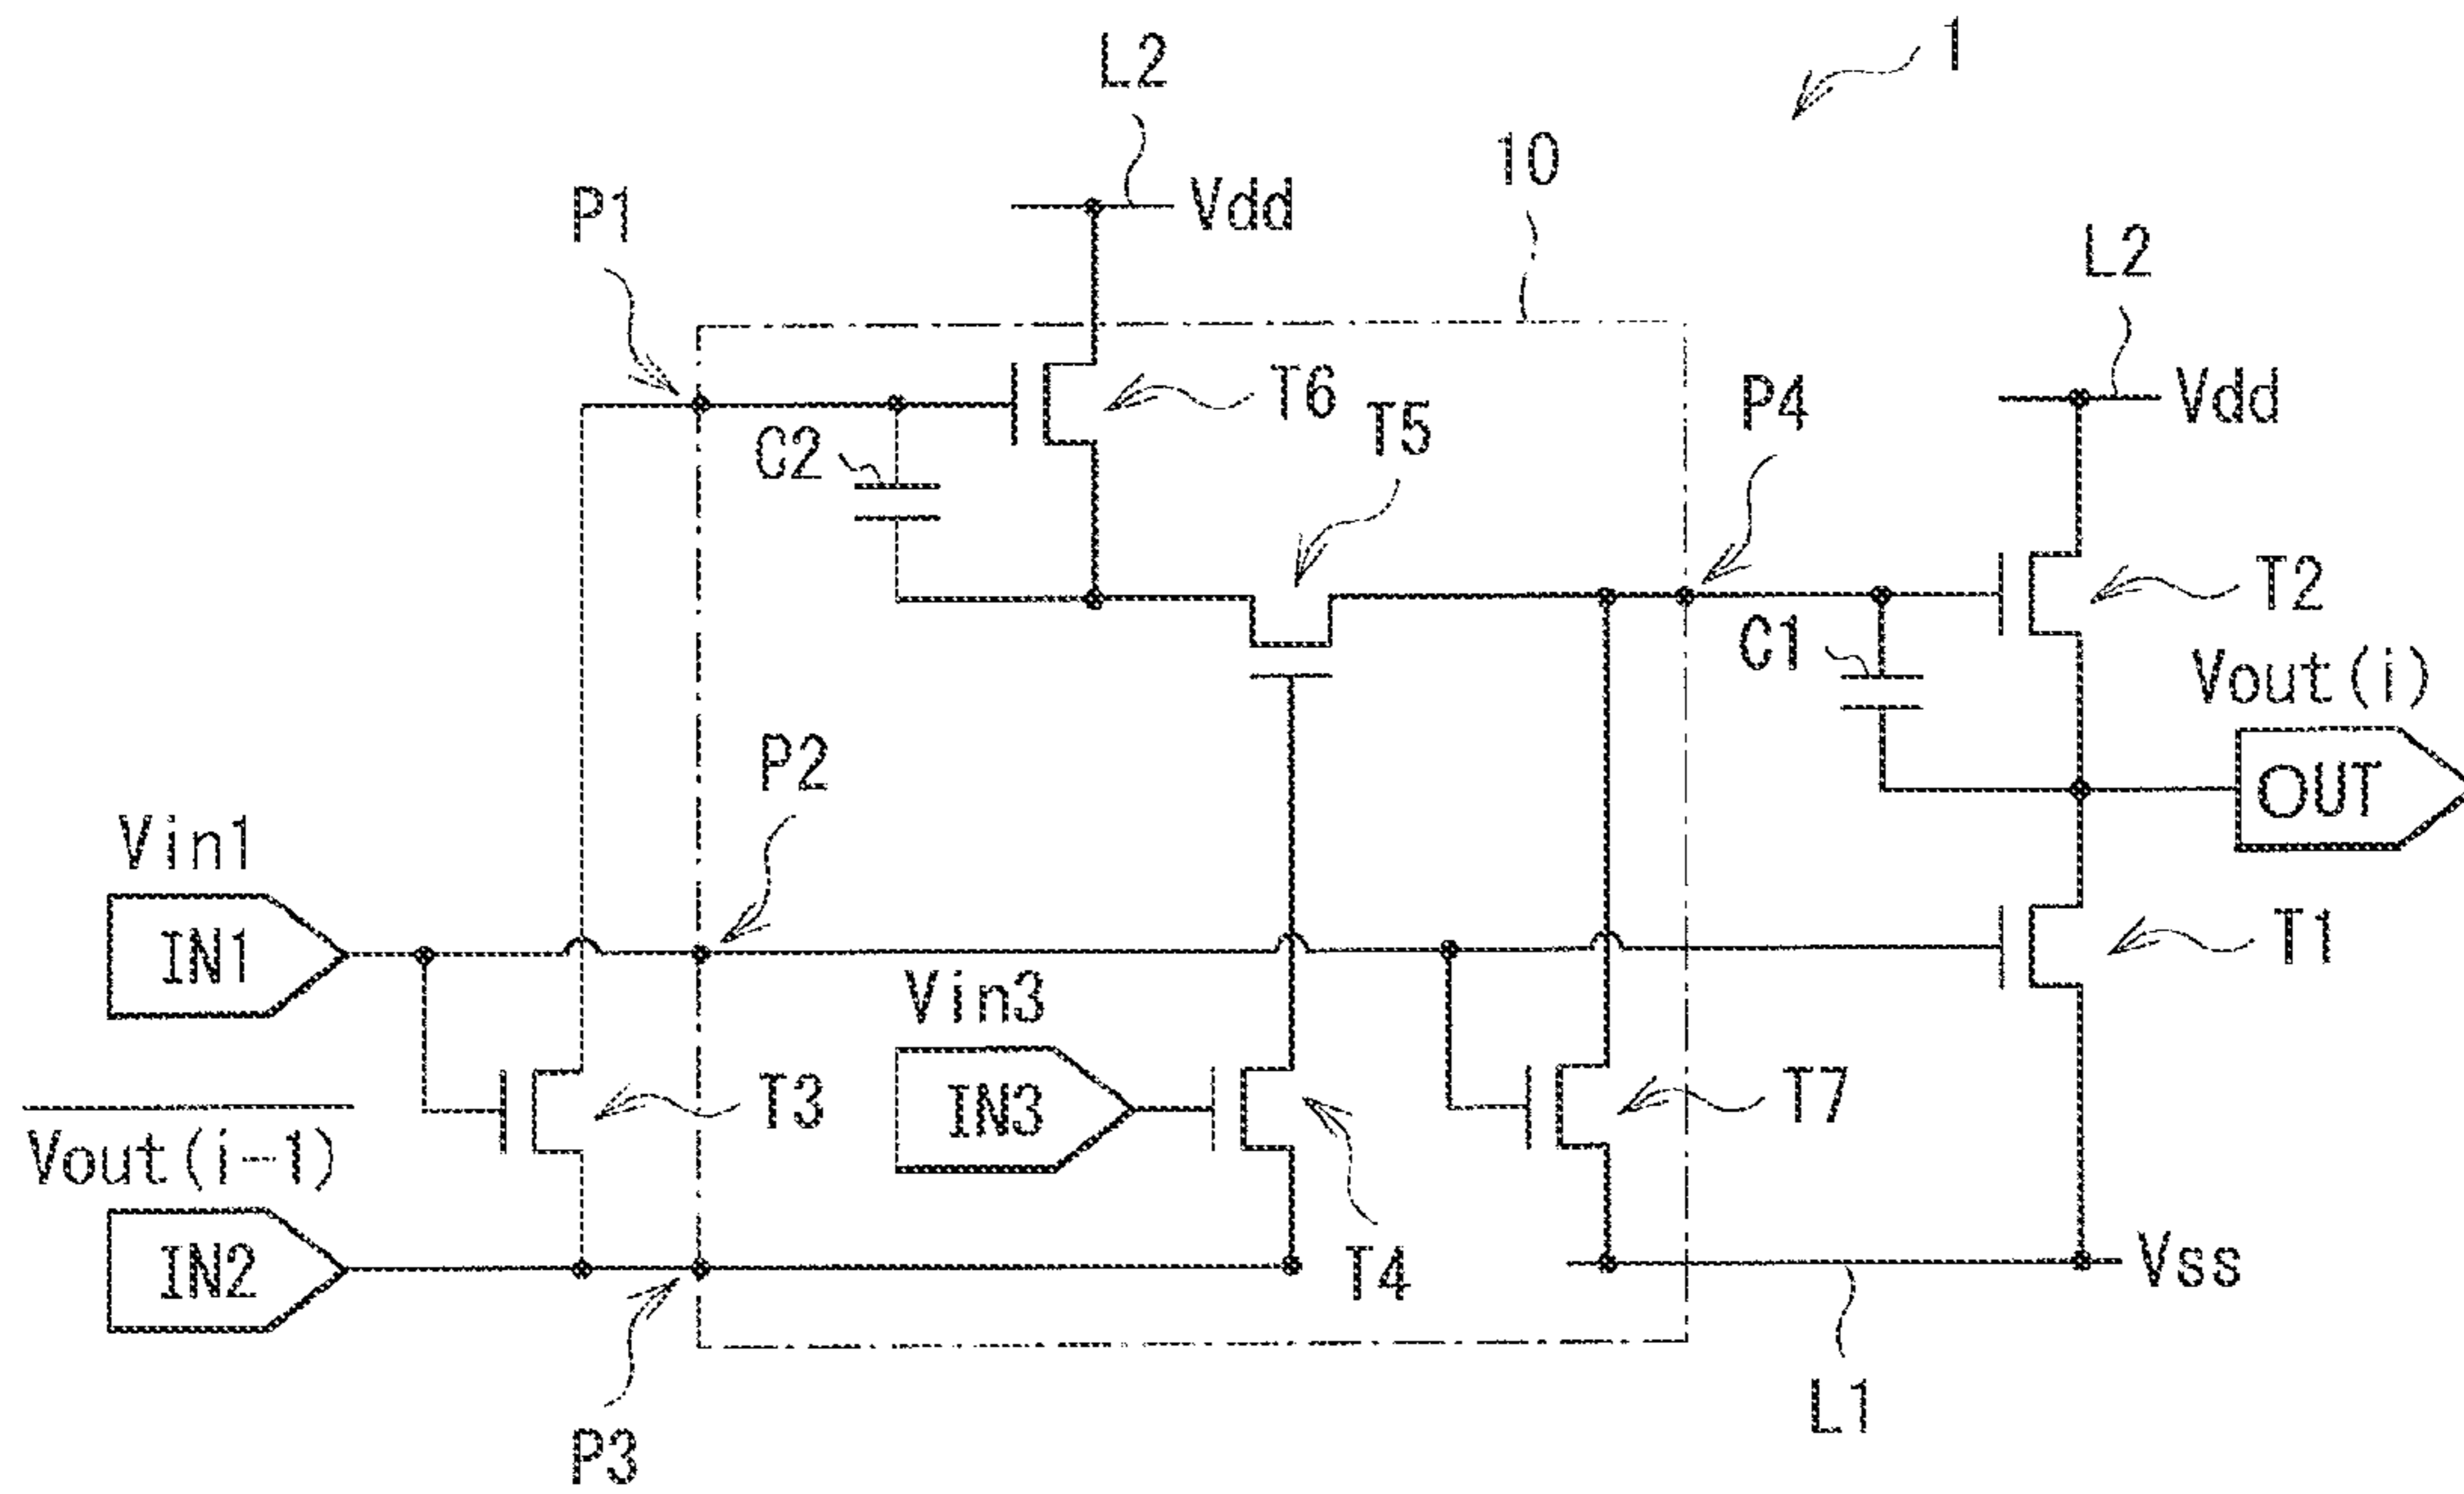 1
L2
10
P1
Vdd
L2
T6
T5
P4
Vdd
C2
T2
C1
Vout(i)
P2
OUT
Vin1
IN1
T1
Vin3
IN3
T3
T7
Vout(i-1)
IN2
T4
Vss
L1
P3